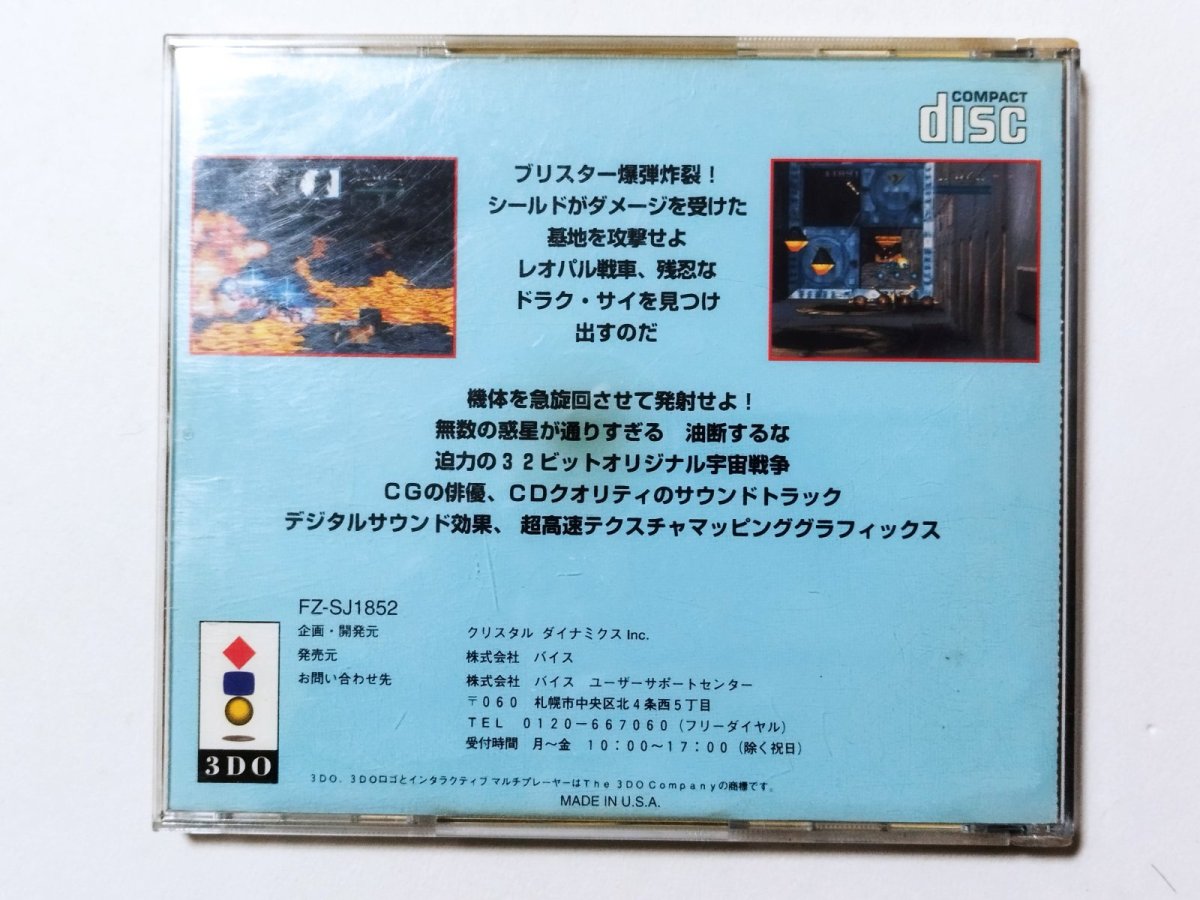 COMPACT
disc
ブリスター爆弾炸裂！
シールドがダメージを受けた
基地を攻撃せよ
レオパル戦車、残忍な
ドラク・サイを見つけ
出すのだ
機体を急旋回させて発射せよ！
無数の惑星が通りすぎる　油断するな
迫力の３２ビットオリジナル宇宙戦争
ＣＧの俳優、ＣＤクオリティのサウンドトラック
デジタルサウンド効果、超高速テクスチャマッピンググラフィックス
FZ-SJ1852
企画・開発元　クリスタル ダイナミクス Inc.
発売元　株式会社　バイス
お問い合わせ先　株式会社　バイス　ユーザーサポートセンター
〒０６０　札幌市中央区北４条西５丁目
ＴＥＬ　０１２０－６６７０６０（フリーダイヤル）
受付時間　月～金　１０：００～１７：００（除く祝日）
3DO
３ＤＯ、３ＤＯロゴとインタラクティブ マルチプレーヤーはＴｈｅ ３ＤＯ Ｃｏｍｐａｎｙの商標です。
MADE IN U.S.A.